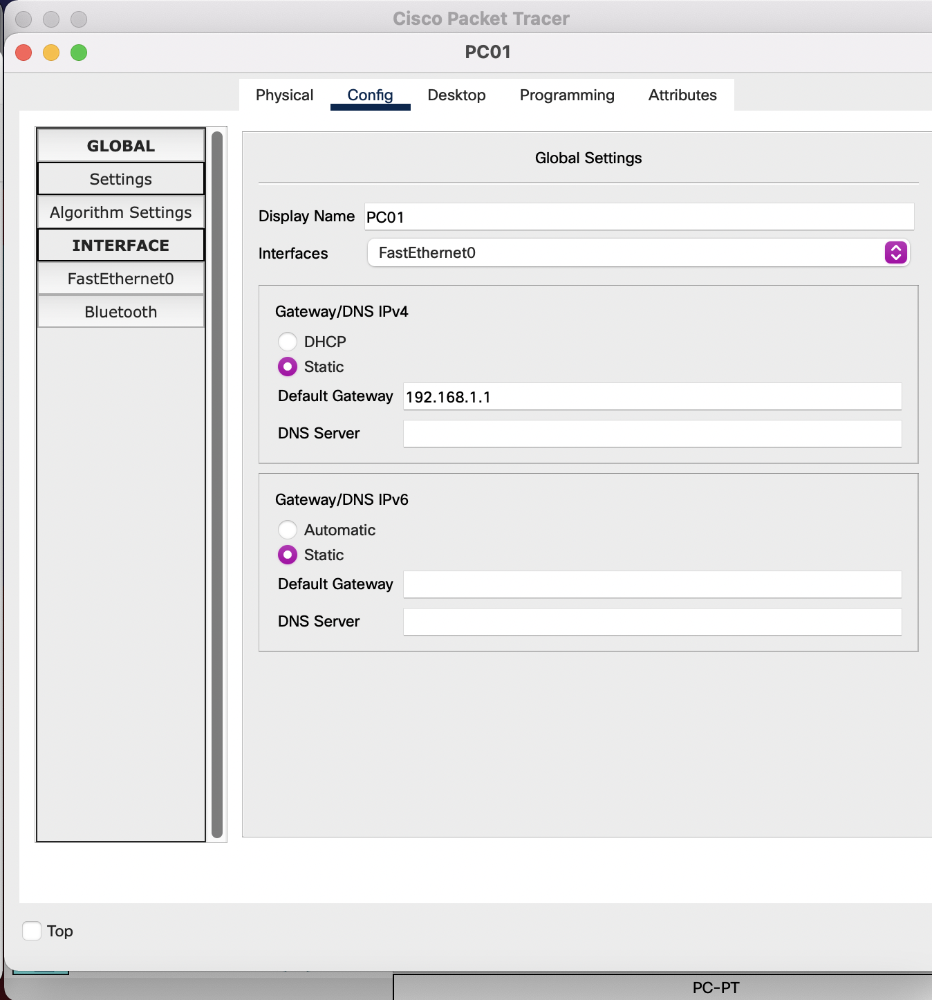 Cisco Packet Tracer
PC01
Physical Config Desktop Programming Attributes
GLOBAL
Settings
Algorithm Settings
INTERFACE
FastEthernet0
Bluetooth
Global Settings
Display Name PC01
Interfaces FastEthernet0
Gateway/DNS IPv4
DHCP
Static
Default Gateway 192.168.1.1
DNS Server
Gateway/DNS IPv6
Automatic
Static
Default Gateway
DNS Server
Top
PC-PT